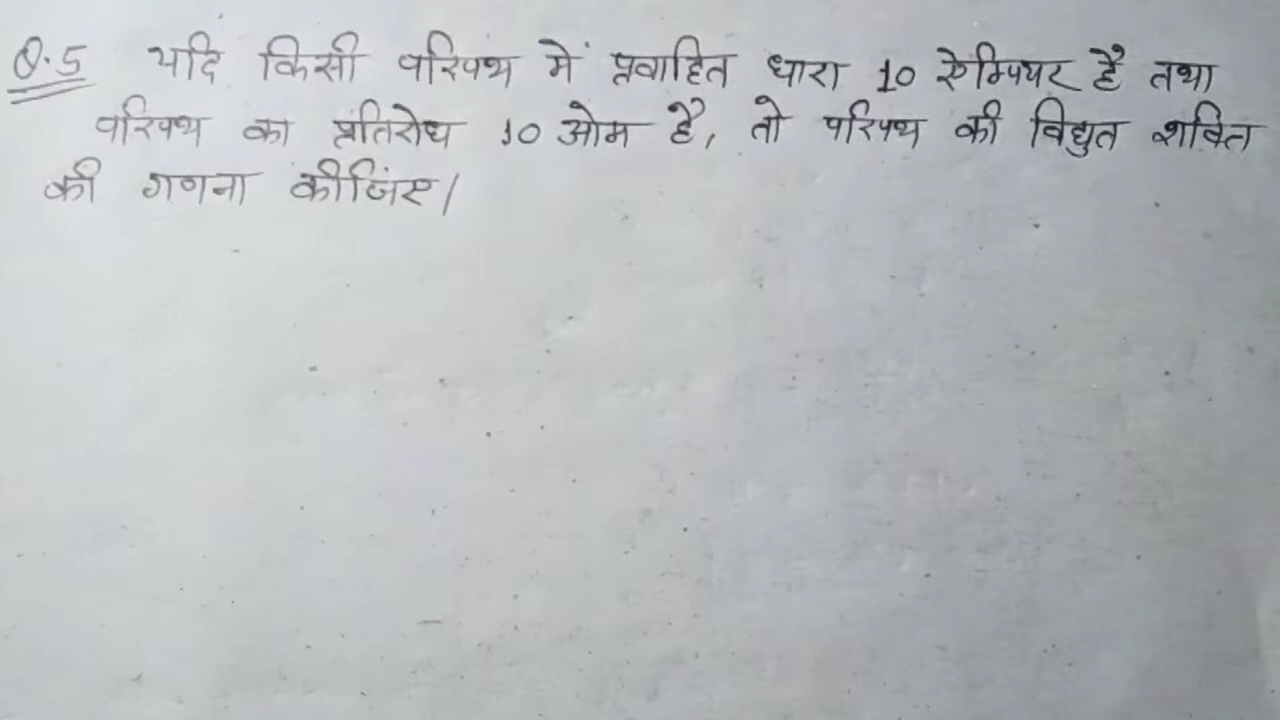 Q.5 यदि किसी परिपथ में प्रवाहित धारा 10 ऐम्पियर है तथा
परिपथ का प्रतिरोध 10 ओम है, तो परिपथ की विद्युत शक्ति
की गणना कीजिए।